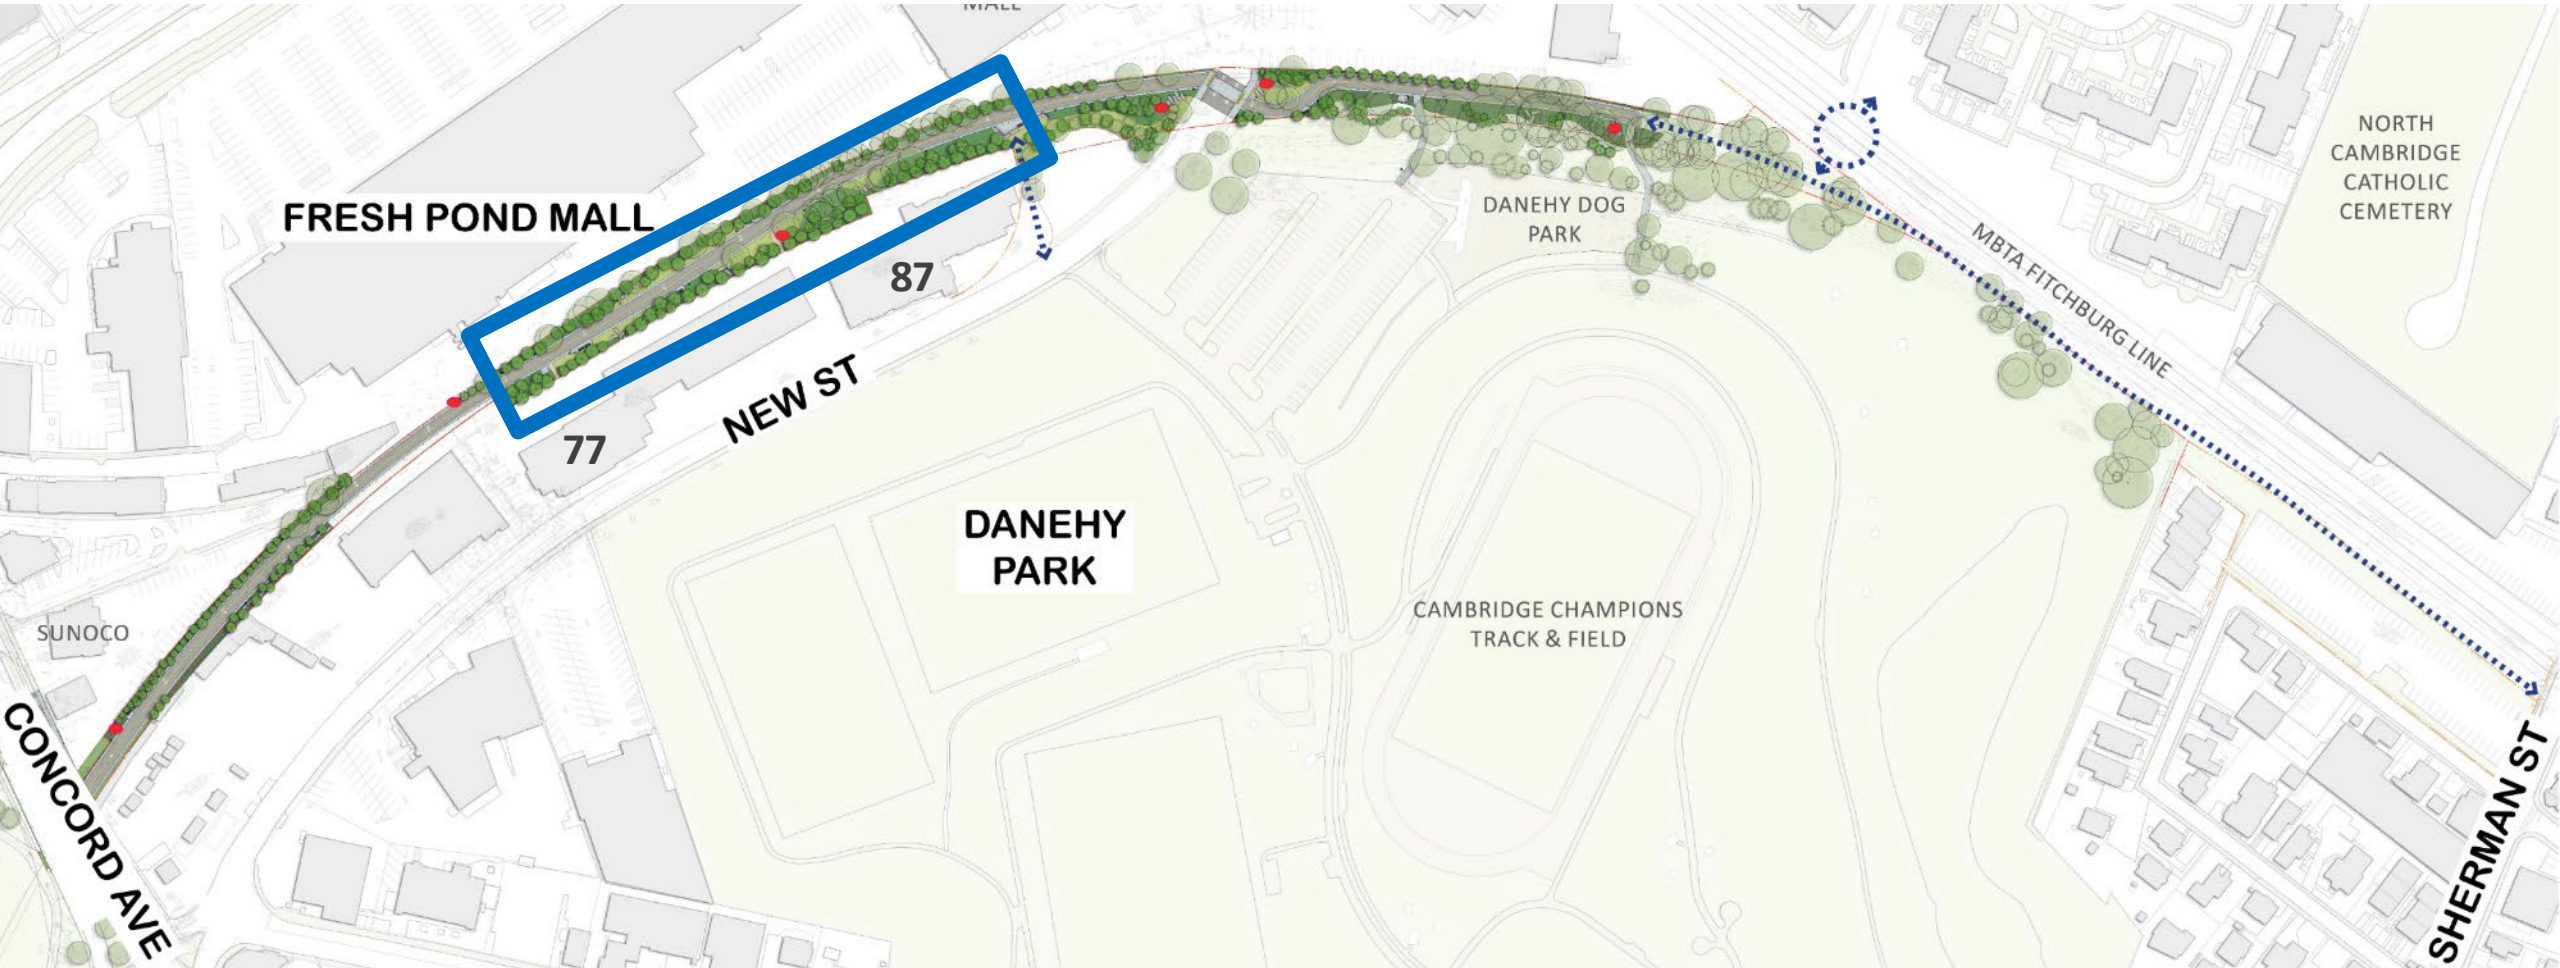 MALL
FRESH POND MALL
87
77
NEW ST
DANEHY DOG
PARK
NORTH
CAMBRIDGE
CATHOLIC
CEMETERY
MBTA FITCHBURG LINE
DANEHY
PARK
CAMBRIDGE CHAMPIONS
TRACK & FIELD
SUNOCO
CONCORD AVE
SHERMAN ST